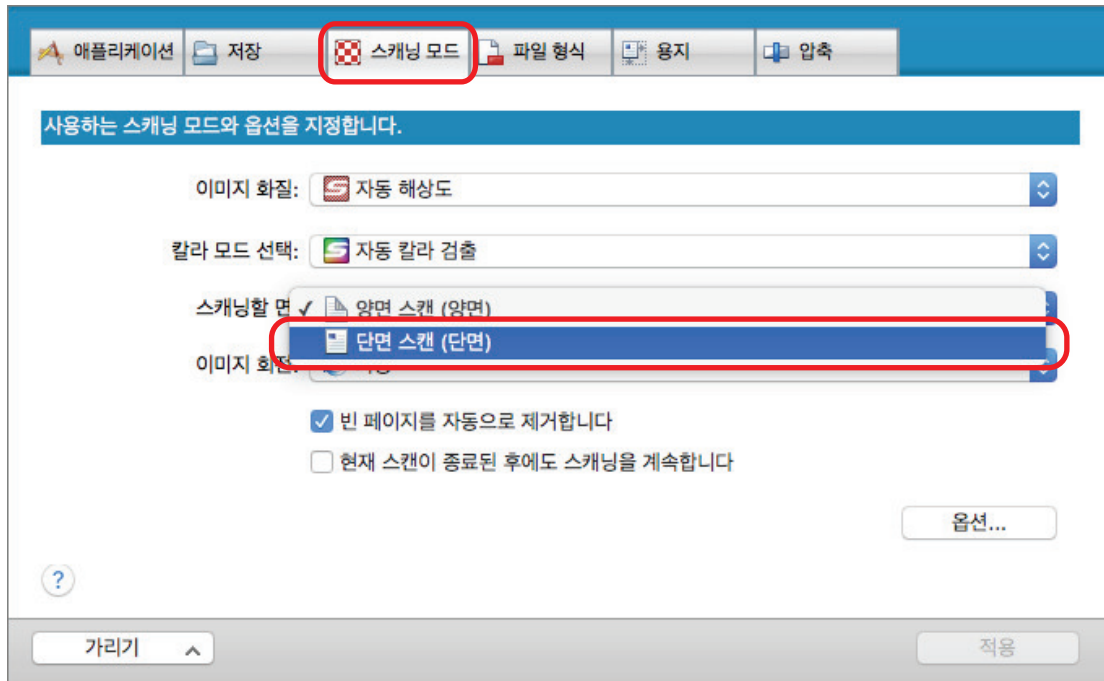 애플리케이션 저장 스캐닝 모드 파일 형식 용지 압축
사용하는 스캐닝 모드와 옵션을 지정합니다.
이미지 화질: 자동 해상도
칼라 모드 선택: 자동 칼라 검출
스캐닝할 면 ✓ 양면 스캔 (양면)
단면 스캔 (단면)
이미지 회전:
빈 페이지를 자동으로 제거합니다
현재 스캔이 종료된 후에도 스캐닝을 계속합니다
옵션...
?
가리기 적용